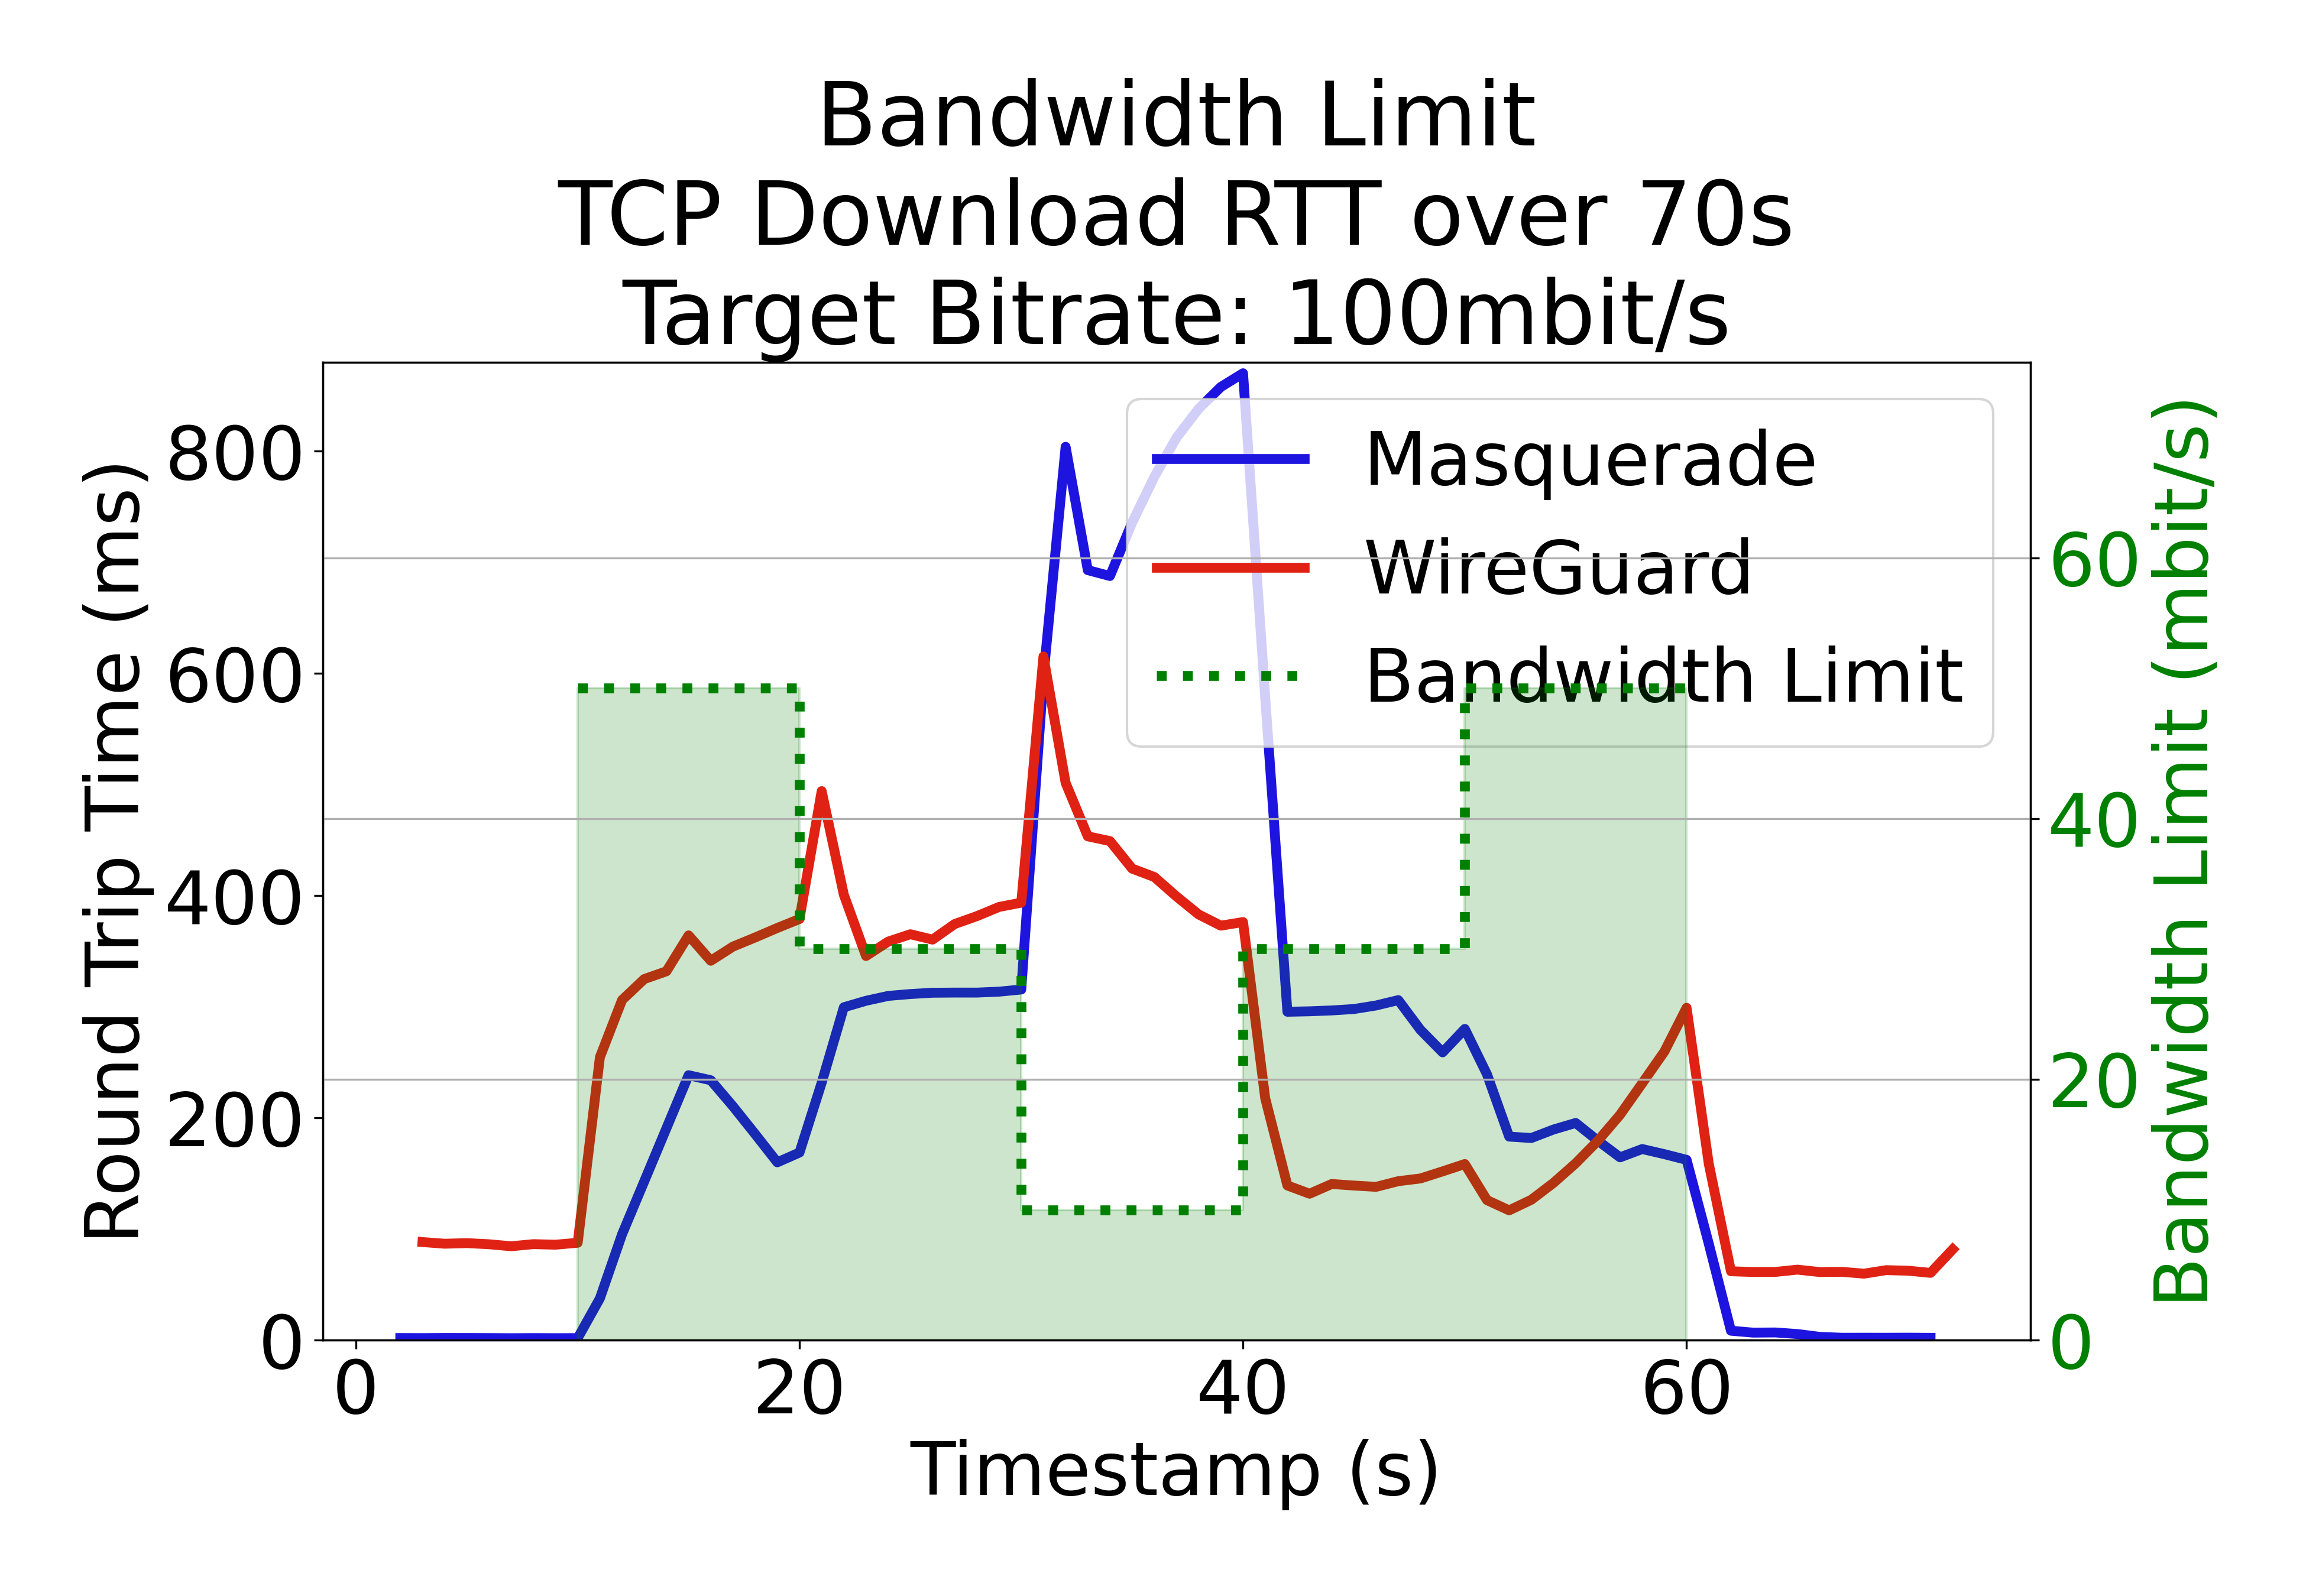 Bandwidth Limit
TCP Download RTT over 70s
Target Bitrate: 100mbit/s
Round Trip Time (ms)
800
600
400
200
0
Masquerade
WireGuard
Bandwidth Limit
60
40
20
0
Bandwidth Limit (mbit/s)
0
20
40
60
Timestamp (s)